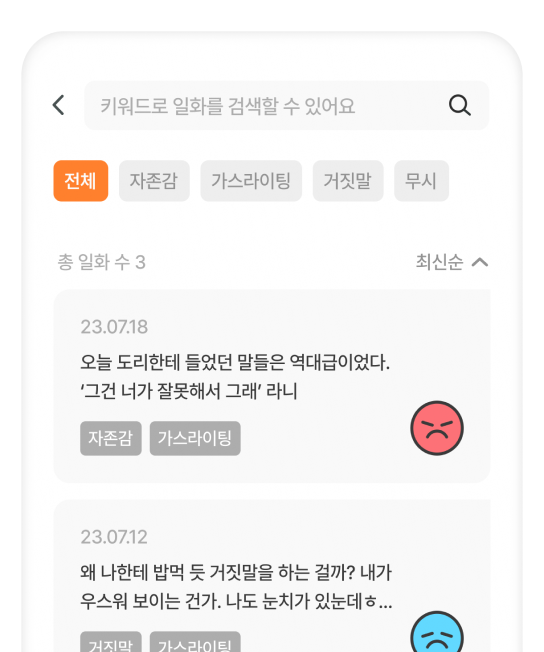 키워드로 일화를 검색할 수 있어요
전체 자존감 가스라이팅 거짓말 무시
총 일화 수 3 최신순
23.07.18
오늘 도리한테 들었던 말들은 역대급이었다.
‘그건 너가 잘못해서 그래’ 라니
자존감 가스라이팅
23.07.12
왜 나한테 밥먹 듯 거짓말을 하는 걸까? 내가
우스워 보이는 건가. 나도 눈치가 있눈데ㅎ...
거짓말 가스라이팅